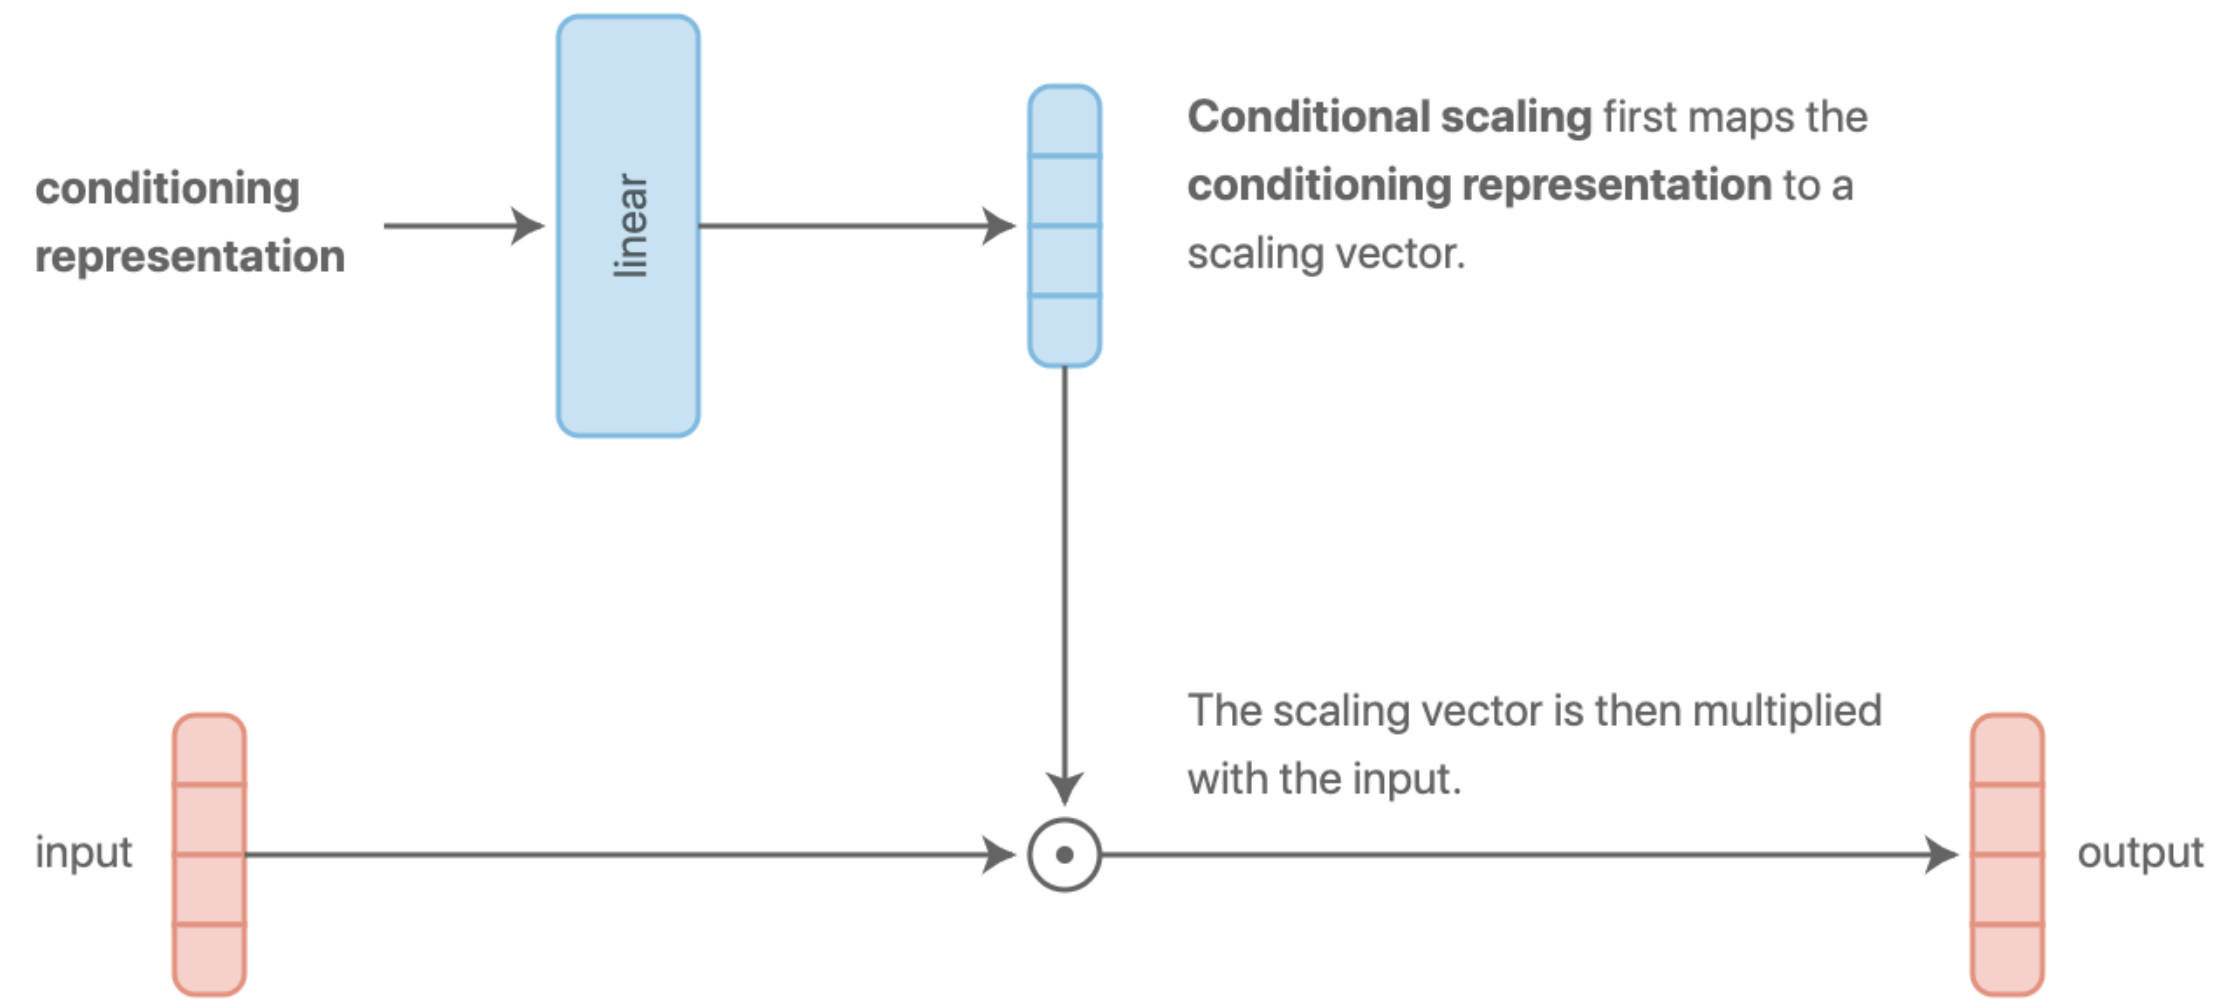 conditioning
representation
linear
Conditional scaling first maps the
conditioning representation to a
scaling vector.
The scaling vector is then multiplied
with the input.
input
output